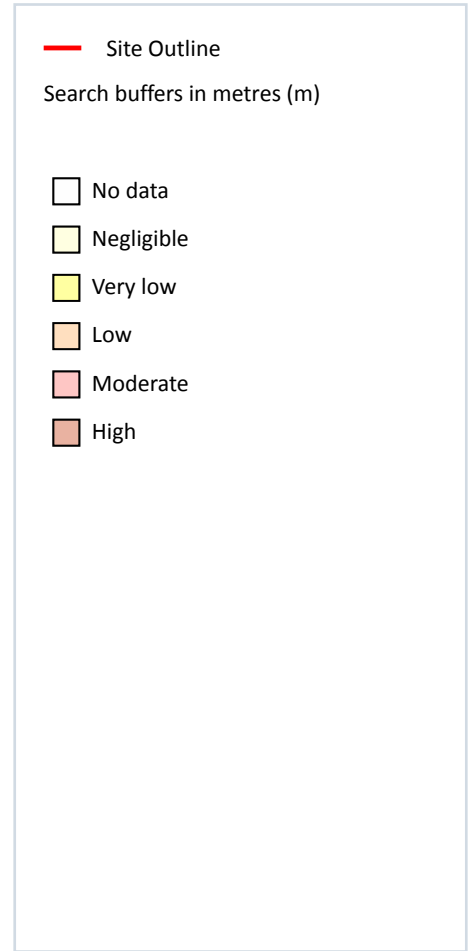 Site Outline
Search buffers in metres (m)
No data
Negligible
Very low
Low
Moderate
High